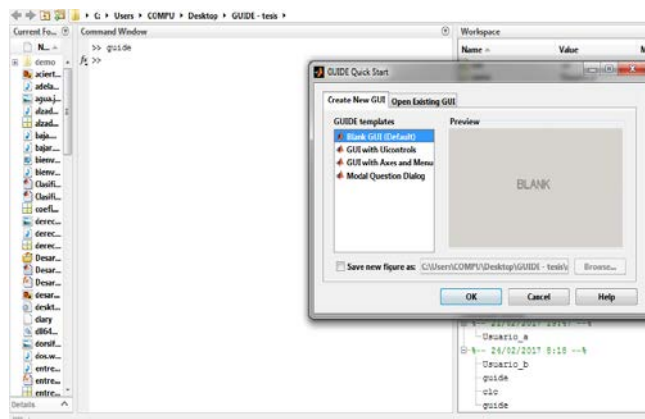 C: Users COMPU Desktop GUIDE - tesis
Current Fo...
Command Window
Workspace
N...
Name
Value
M
>> guide
fx >>
demo
aciert...
adela...
agua.j...
alzad...
alzad...
baja....
bajar....
bienv...
bienv...
Clasifi...
Clasifi...
coefi...
derec...
derec...
derec...
Desar...
Desar...
Desar...
desar...
deskt...
diary
dl64...
dorsif...
dos.w...
entre...
entre...
entre...
Details
GUIDE Quick Start
Create New GUI
Open Existing GUI
GUIDE templates
Preview
Blank GUI (Default)
GUI with Uicontrols
GUI with Axes and Menu
Modal Question Dialog
BLANK
Save new figure as:
C:\Users\COMPU\Desktop\GUIDE - tesis\
Browse...
OK
Cancel
Help
Usuario_a
%-- 24/02/2017 8:18 --%
Usuario_b
guide
clc
guide